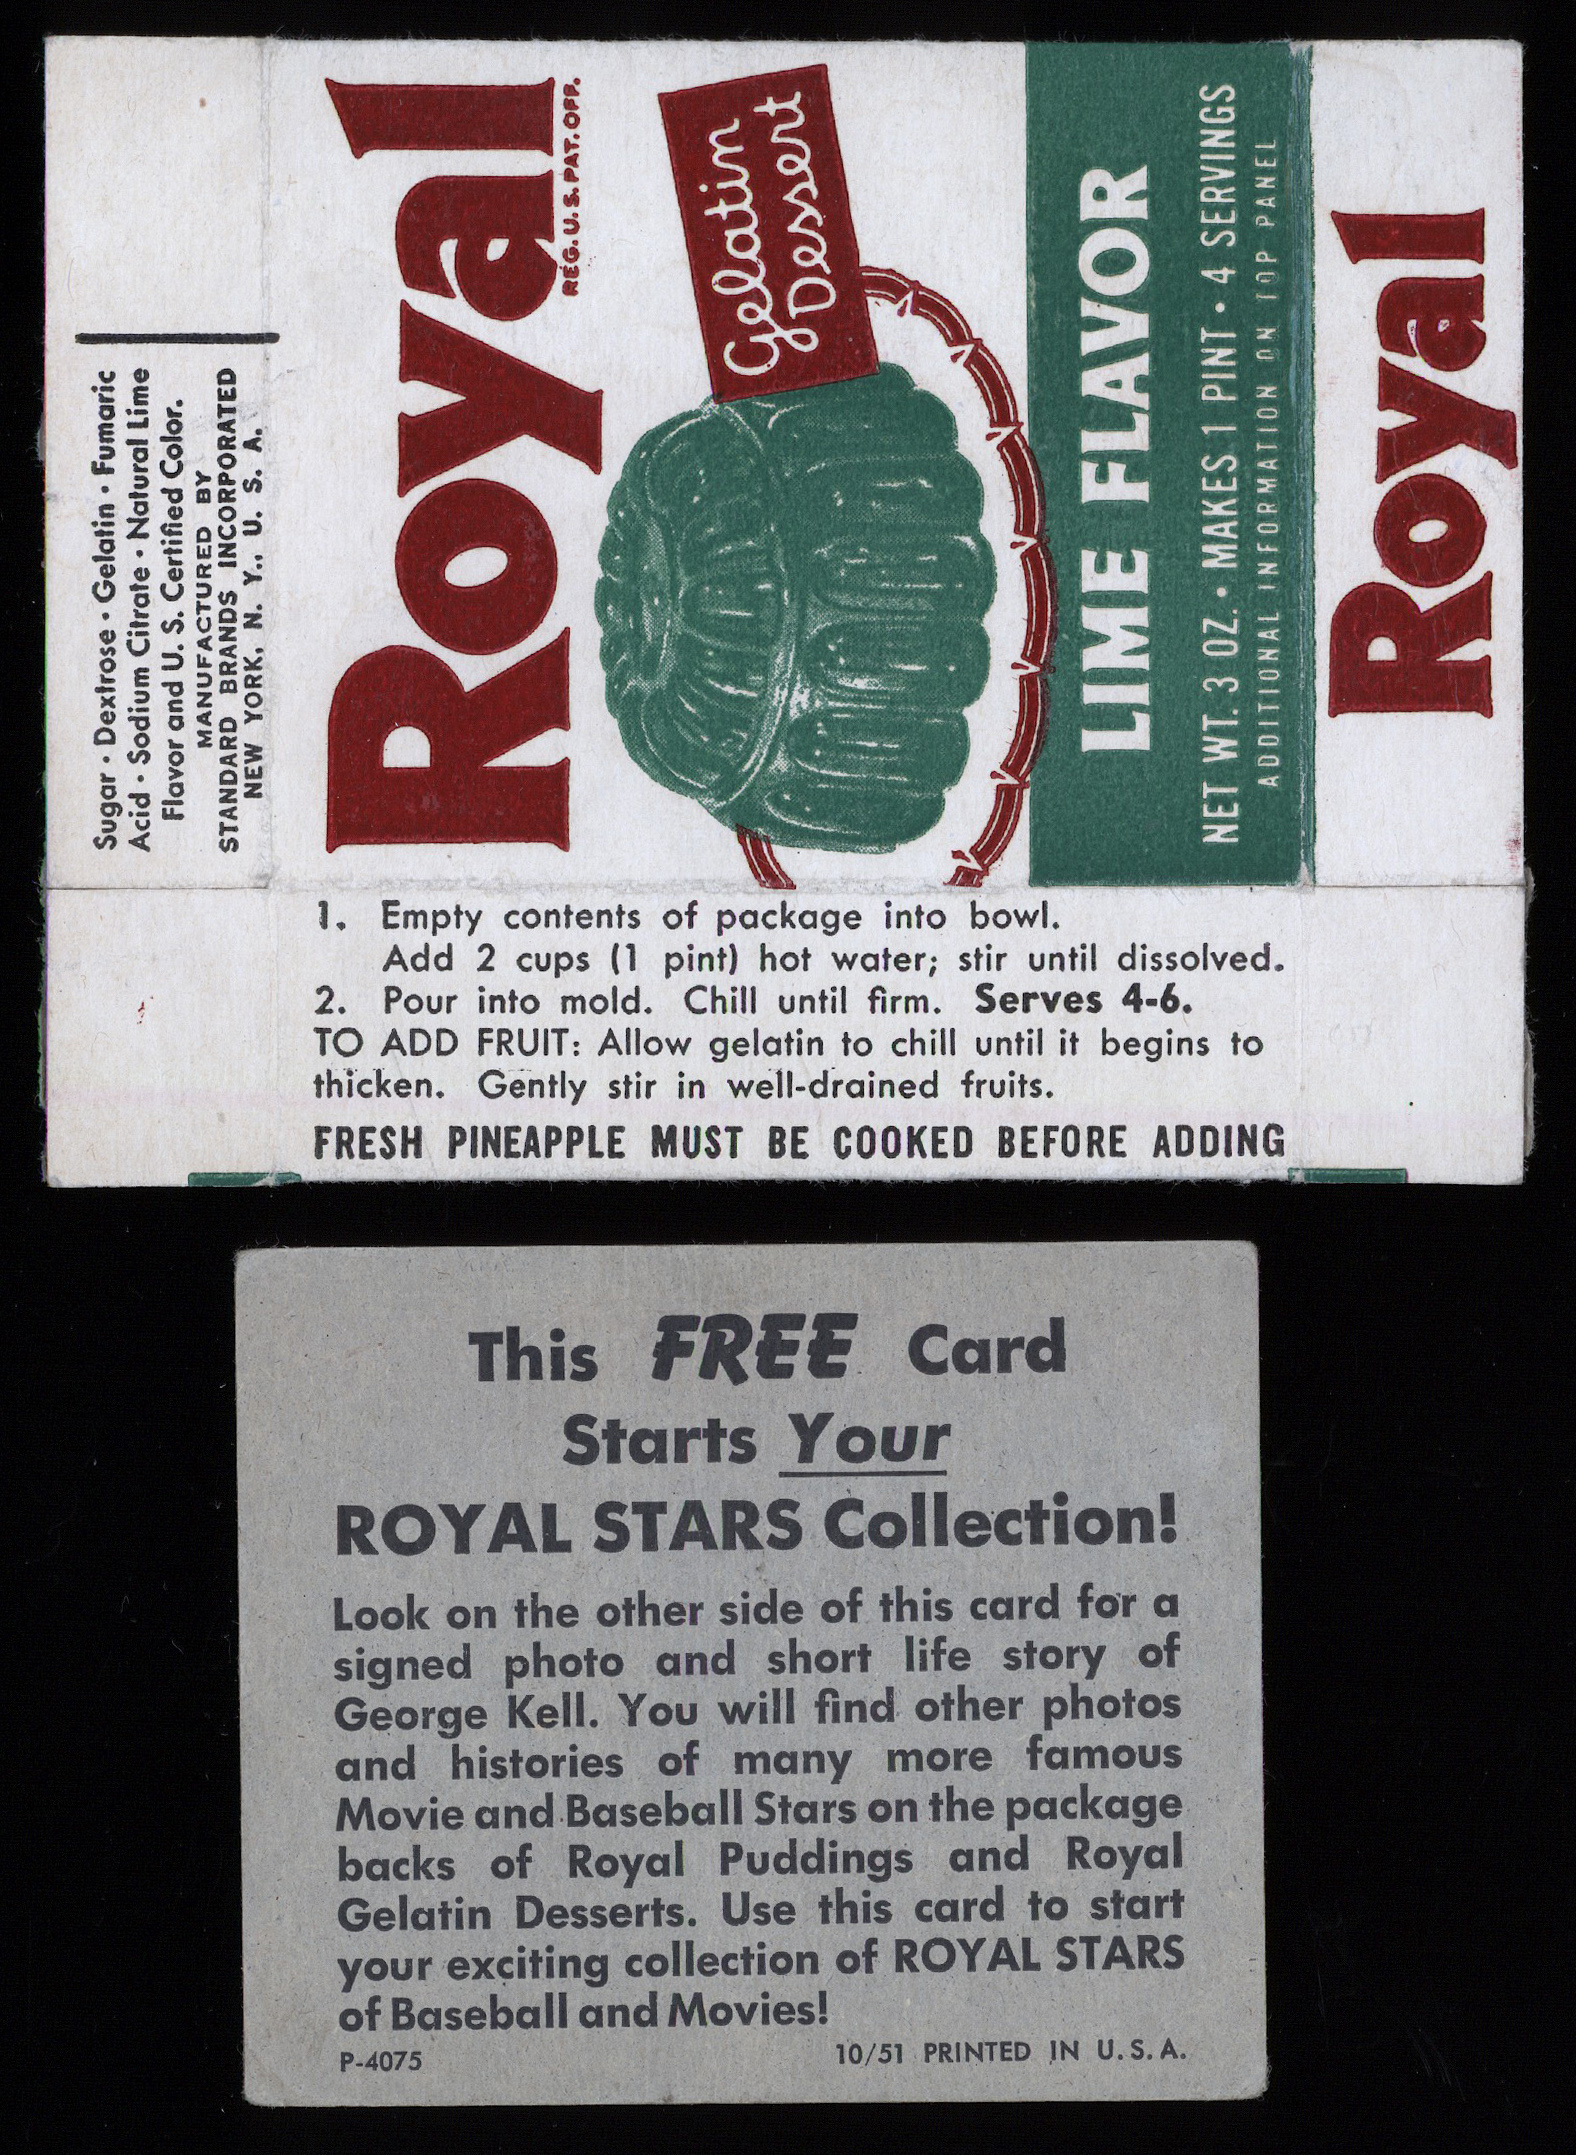 Sugar · Dextrose · Gelatin · Fumaric
Acid · Sodium Citrate · Natural Lime
Flavor and U. S. Certified Color.
MANUFACTURED BY
STANDARD BRANDS INCORPORATED
NEW YORK, N. Y., U. S. A.
Royal
REG. U. S. PAT. OFF.
Gelatin
Dessert
LIME FLAVOR
NET WT. 3 OZ. • MAKES 1 PINT • 4 SERVINGS
ADDITIONAL INFORMATION ON TOP PANEL
Royal
1. Empty contents of package into bowl.
Add 2 cups (1 pint) hot water; stir until dissolved.
2. Pour into mold. Chill until firm. Serves 4-6.
TO ADD FRUIT: Allow gelatin to chill until it begins to
thicken. Gently stir in well-drained fruits.
FRESH PINEAPPLE MUST BE COOKED BEFORE ADDING
This FREE Card
Starts Your
ROYAL STARS Collection!
Look on the other side of this card for a
signed photo and short life story of
George Kell. You will find other photos
and histories of many more famous
Movie and Baseball Stars on the package
backs of Royal Puddings and Royal
Gelatin Desserts. Use this card to start
your exciting collection of ROYAL STARS
of Baseball and Movies!
P-4075 10/51 PRINTED IN U. S. A.